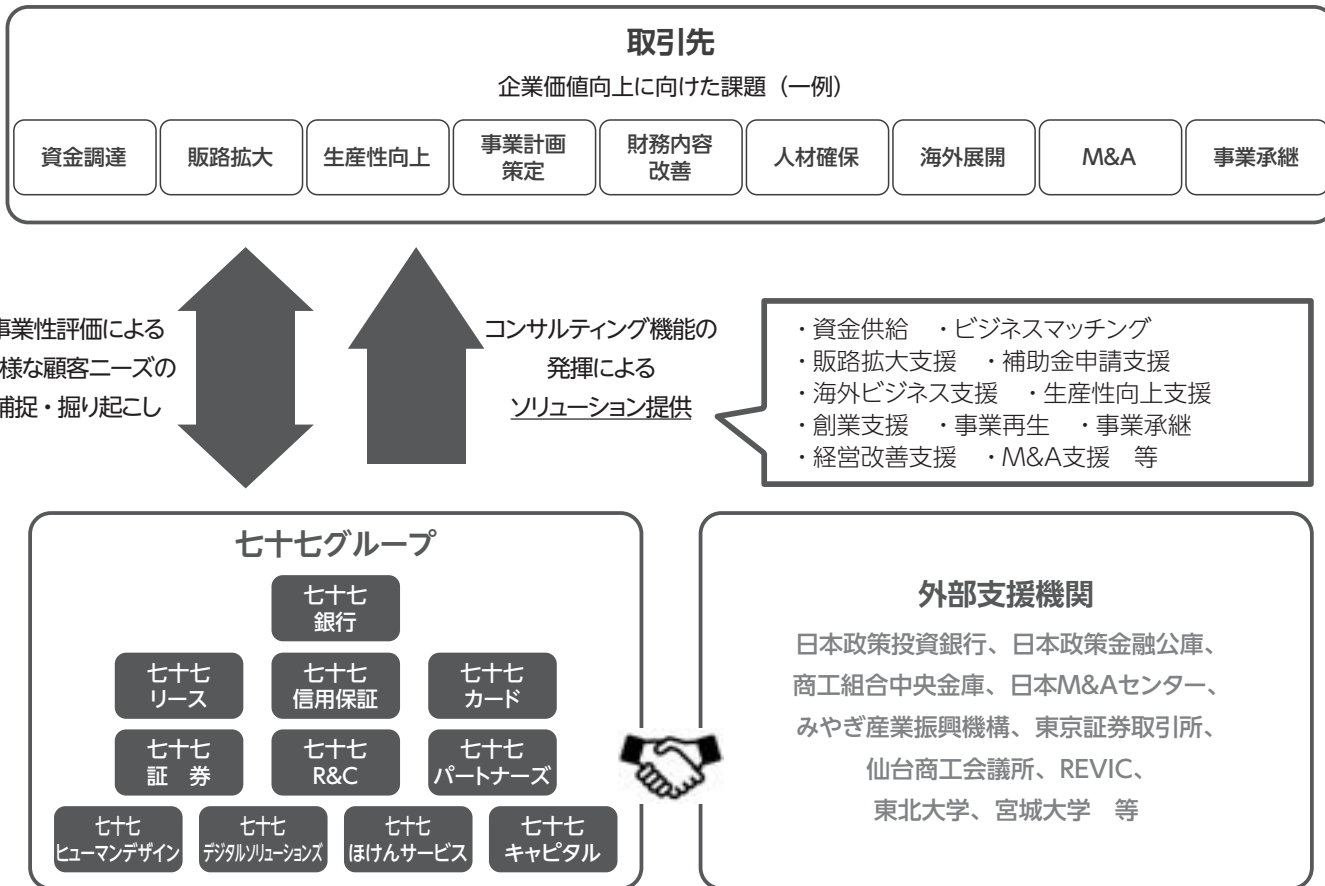 取引先
企業価値向上に向けた課題（一例）
資金調達
販路拡大
生産性向上
事業計画
策定
財務内容
改善
人材確保
海外展開
M&A
事業承継
事業性評価による
様な顧客ニーズの
捕捉・掘り起こし
コンサルティング機能の
発揮による
ソリューション提供
・資金供給　・ビジネスマッチング
・販路拡大支援　・補助金申請支援
・海外ビジネス支援　・生産性向上支援
・創業支援　・事業再生　・事業承継
・経営改善支援　・M&A支援　等
七十七グループ
七十七
銀行
七十七
リース
七十七
信用保証
七十七
カード
七十七
証　券
七十七
R&C
七十七
パートナーズ
七十七
ヒューマンデザイン
七十七
デジタルソリューションズ
七十七
ほけんサービス
七十七
キャピタル
外部支援機関
日本政策投資銀行、日本政策金融公庫、
商工組合中央金庫、日本M&Aセンター、
みやぎ産業振興機構、東京証券取引所、
仙台商工会議所、REVIC、
東北大学、宮城大学　等